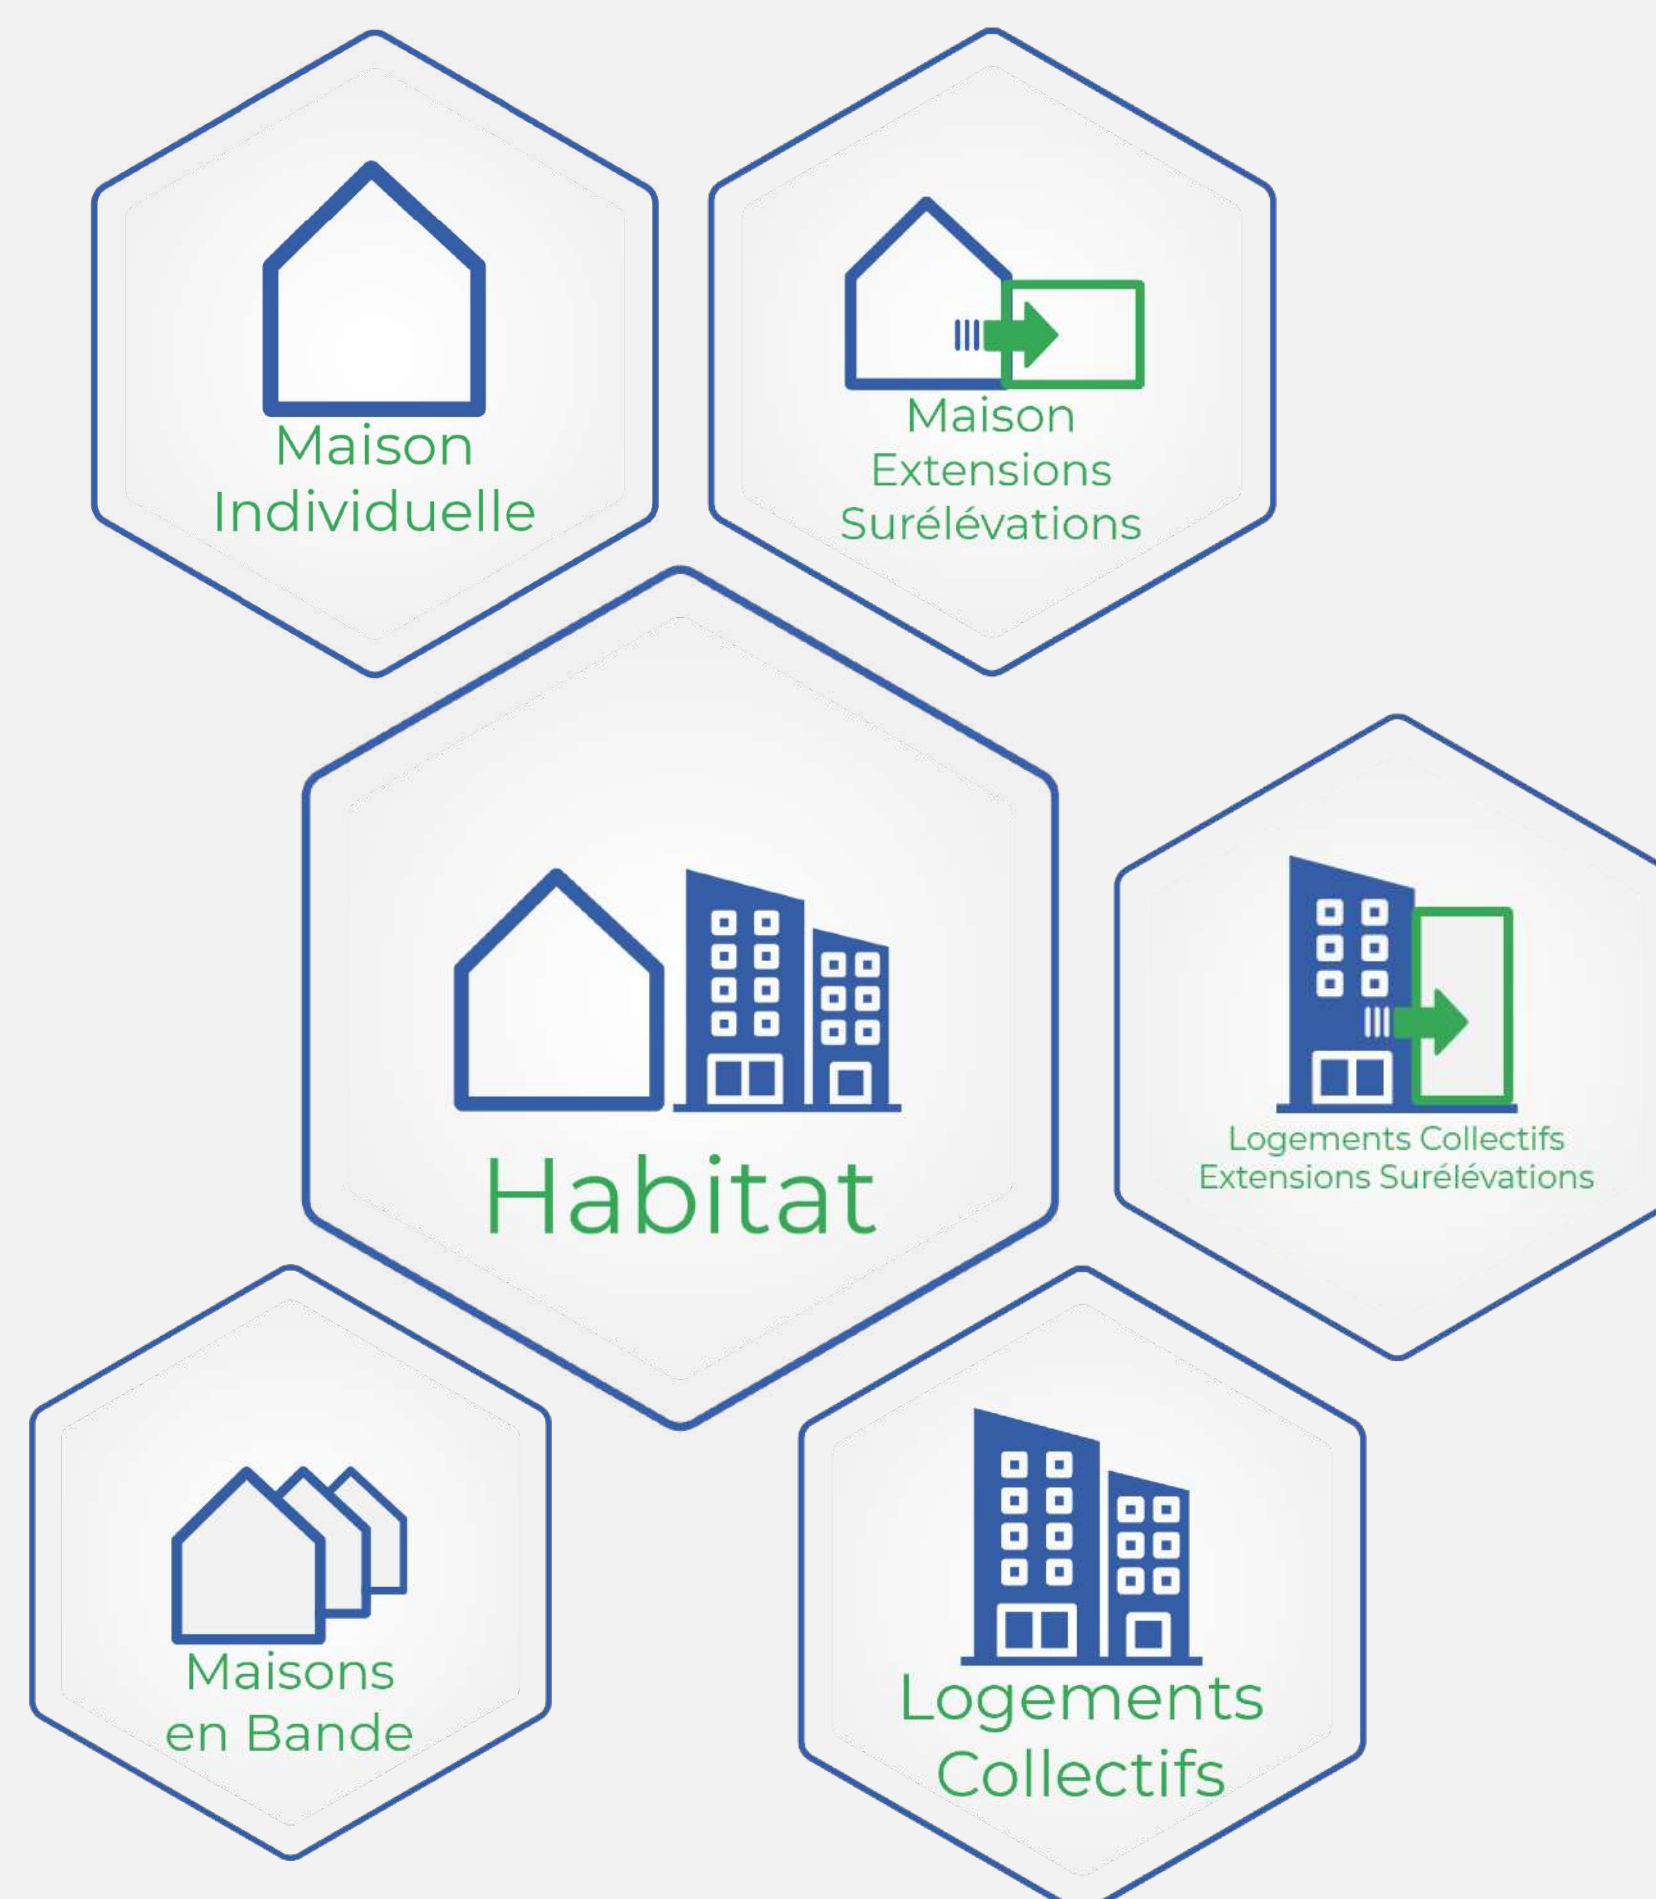 Maison
Individuelle
Maison
Extensions
Surélévations
Habitat
Logements Collectifs
Extensions Surélévations
Maisons
en Bande
Logements
Collectifs